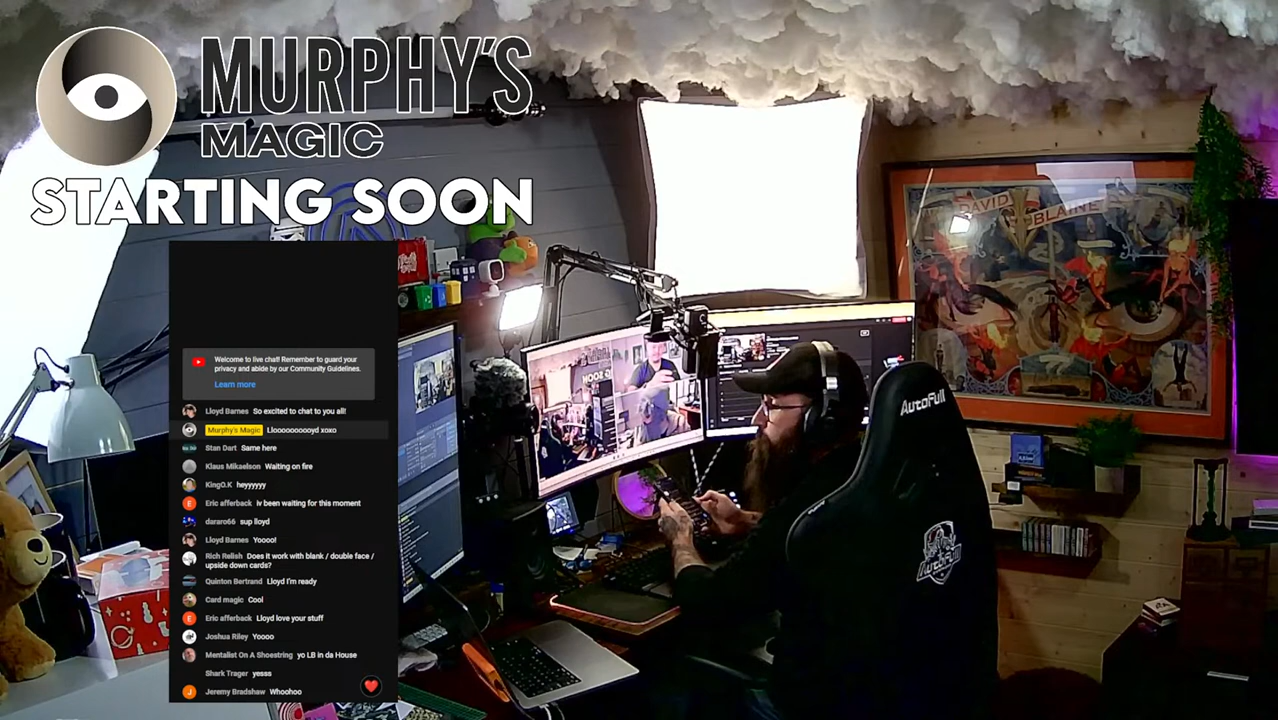 MURPHY'S
MAGIC
STARTING SOON
DAVID
BLAINE
Welcome to live chat! Remember to guard your
privacy and abide by our Community Guidelines.
Learn more
Lloyd Barnes So excited to chat to you all!
Murphy's Magic Lloooooooooyd xoxo
Stan Dart Same here
Klaus Mikaelson Waiting on fire
KingO.K heyyyyyy
Eric afferback iv been waiting for this moment
dararo66 sup lloyd
Lloyd Barnes Yoooo!
Rich Relish Does it work with blank / double face /
upside down cards?
Quinton Bertrand Lloyd I'm ready
Card magic Cool
Eric afferback Lloyd love your stuff
Joshua Riley Yoooo
Mentalist On A Shoestring yo LB in da House
Shark Trager yesss
J Jeremy Bradshaw Whoohoo
AutoFull
AutoFull